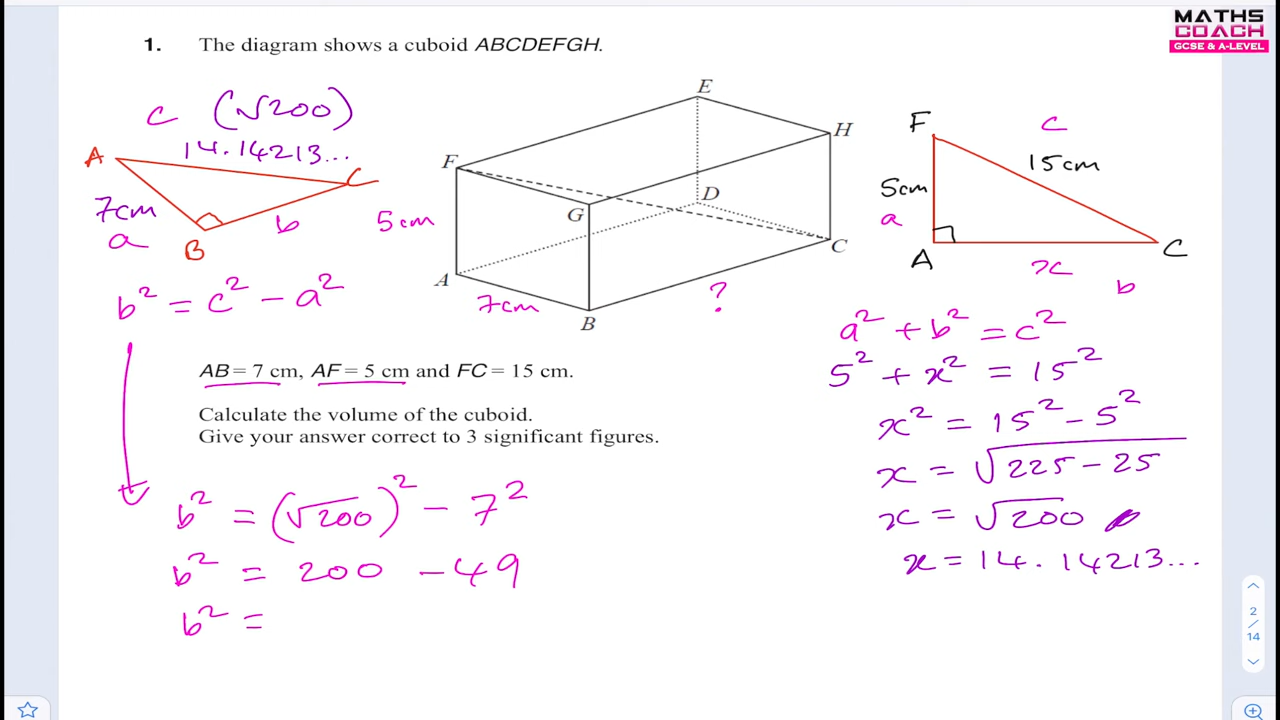 MATHS
COACH
GCSE & A-LEVEL
1. The diagram shows a cuboid ABCDEFGH.
c (√200)
14.14213...
A
C
7cm
a
b
B
b² = c² - a²
E
H
F
D
G
5cm
C
A
7cm
?
B
F
c
15cm
5cm
a
A
C
x
b
a² + b² = c²
5² + x² = 15²
x² = 15² - 5²
x = √225 - 25
x = √200
x = 14.14213...
AB = 7 cm, AF = 5 cm and FC = 15 cm.
Calculate the volume of the cuboid.
Give your answer correct to 3 significant figures.
b² = (√200)² - 7²
b² = 200 - 49
b² =
2
/
14